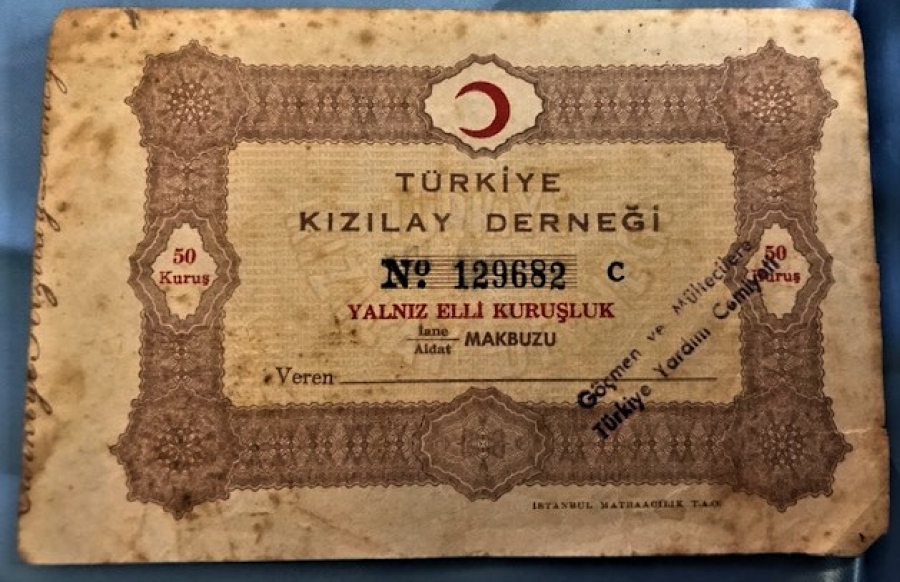 TÜRKİYE
KIZILAY DERNEĞİ
50
Kuruş
50
Kuruş
Nº. 129682 C
YALNIZ ELLİ KURUŞLUK
İane
Aidat
MAKBUZU
Veren
Göçmen ve Mültecilere
Türkiye Yardım Cemiyeti
İSTANBUL MATBAACILIK T.A.O.